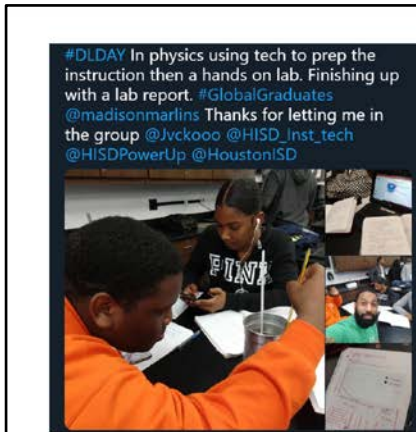 #DLDAY In physics using tech to prep the
instruction then a hands on lab. Finishing up
with a lab report. #GlobalGraduates
@madisonmarlins Thanks for letting me in
the group @Jvckooo @HISD_Inst_tech
@HISDPowerUp @HoustonISD
PINK